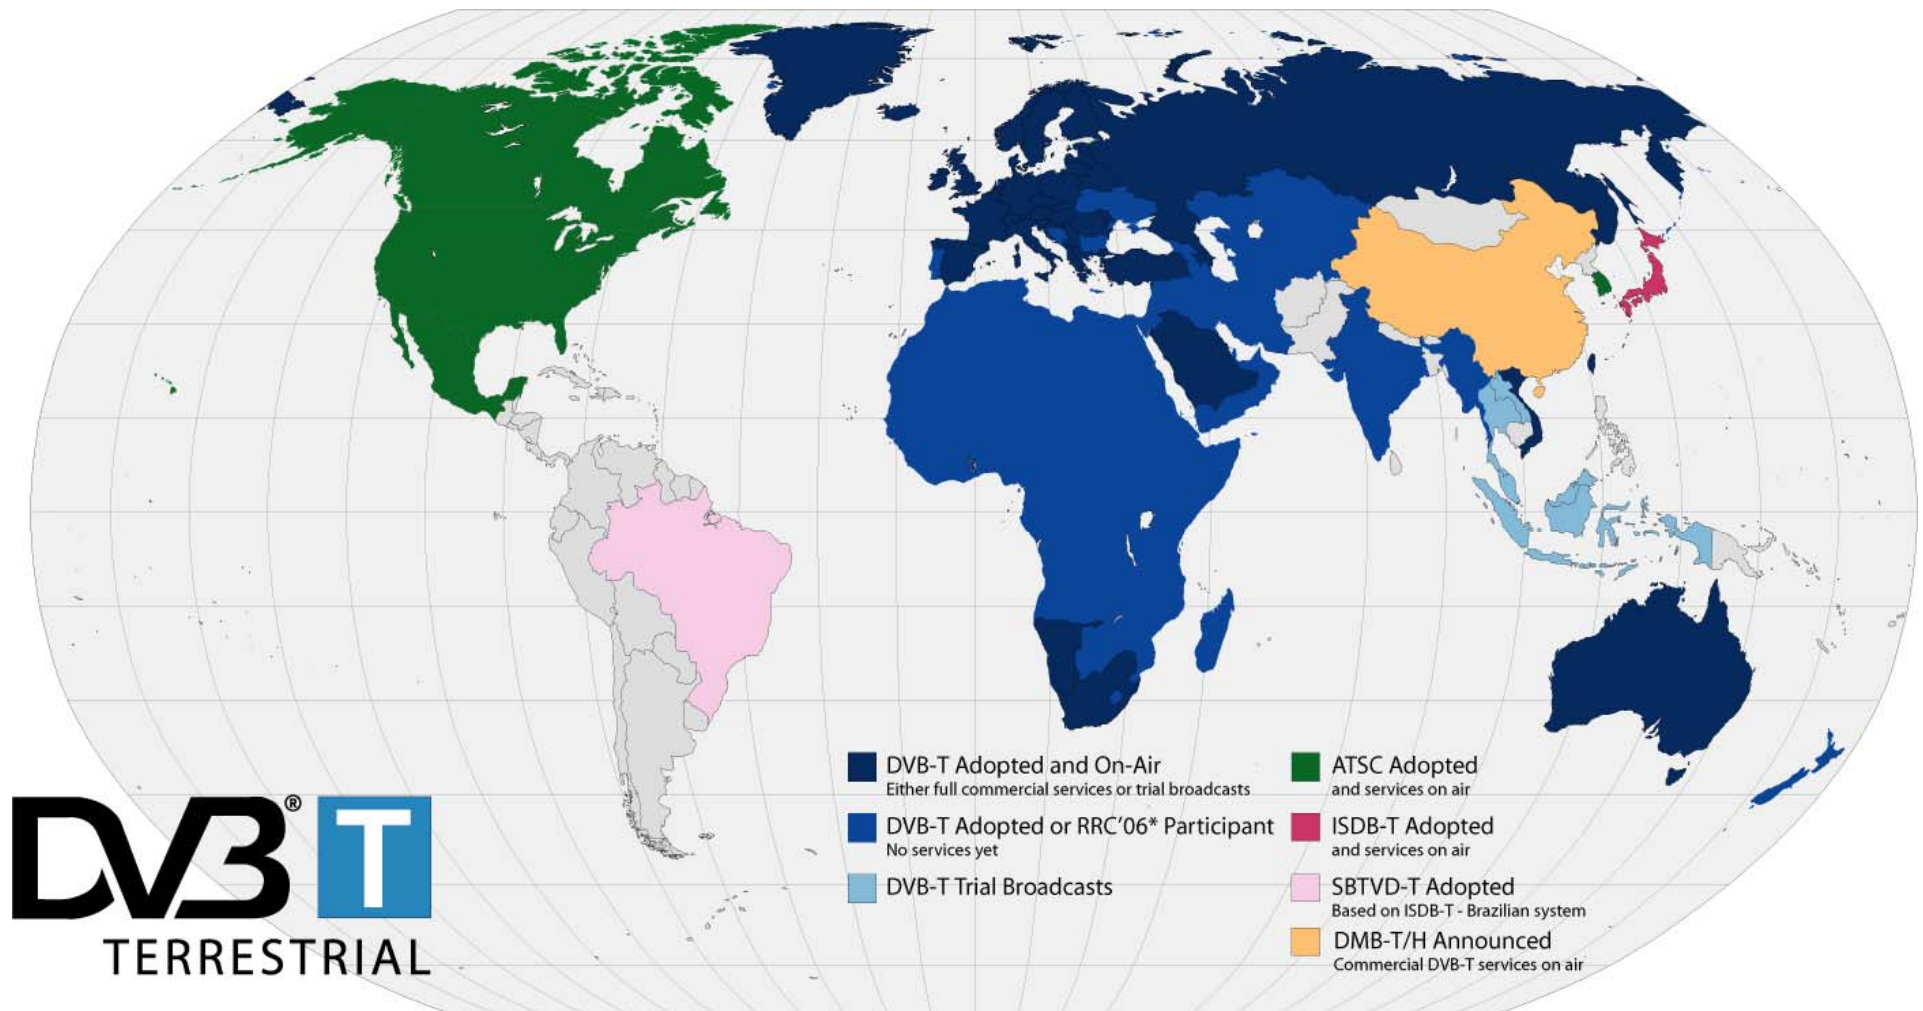 DVB-T Adopted and On-Air
Either full commercial services or trial broadcasts
DVB-T Adopted or RRC'06* Participant
No services yet
DVB-T Trial Broadcasts
ATSC Adopted
and services on air
ISDB-T Adopted
and services on air
SBTVD-T Adopted
Based on ISDB-T - Brazilian system
DMB-T/H Announced
Commercial DVB-T services on air
DVB® T
TERRESTRIAL